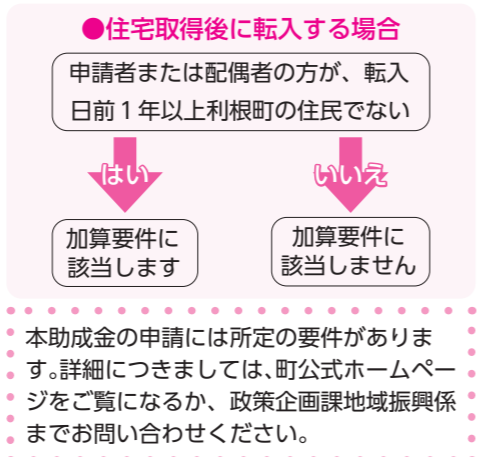 ●住宅取得後に転入する場合
申請者または配偶者の方が、転入
日前１年以上利根町の住民でない
はい
いいえ
加算要件に
該当します
加算要件に
該当しません
本助成金の申請には所定の要件がありま
す。詳細につきましては、町公式ホームペー
ジをご覧になるか、政策企画課地域振興係
までお問い合わせください。